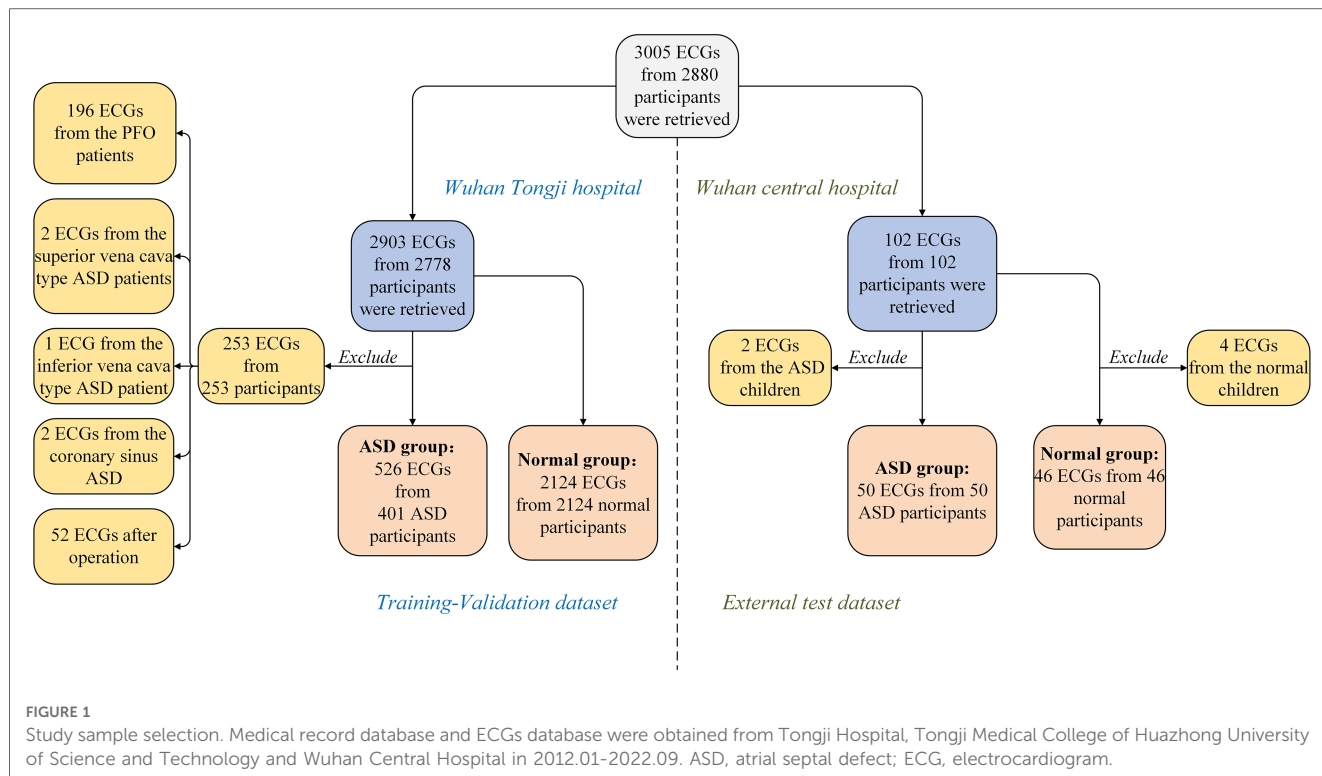 3005 ECGs
from 2880
participants
were retrieved
196 ECGs
from the PFO
patients
Wuhan Tongji hospital
Wuhan central hospital
2 ECGs from the
superior vena cava
type ASD patients
2903 ECGs
from 2778
participants
were retrieved
102 ECGs
from 102
participants were
retrieved
1 ECG from the
inferior vena cava
type ASD patient
253 ECGs
from
253 participants
Exclude
2 ECGs
from the ASD
children
Exclude
Exclude
4 ECGs
from the normal
children
2 ECGs from the
coronary sinus
ASD
ASD group:
526 ECGs
from
401 ASD
participants
Normal group:
2124 ECGs
from 2124 normal
participants
ASD group:
50 ECGs from 50
ASD participants
Normal group:
46 ECGs from 46
normal
participants
52 ECGs after
operation
Training-Validation dataset
External test dataset
FIGURE 1
Study sample selection. Medical record database and ECGs database were obtained from Tongji Hospital, Tongji Medical College of Huazhong University
of Science and Technology and Wuhan Central Hospital in 2012.01-2022.09. ASD, atrial septal defect; ECG, electrocardiogram.